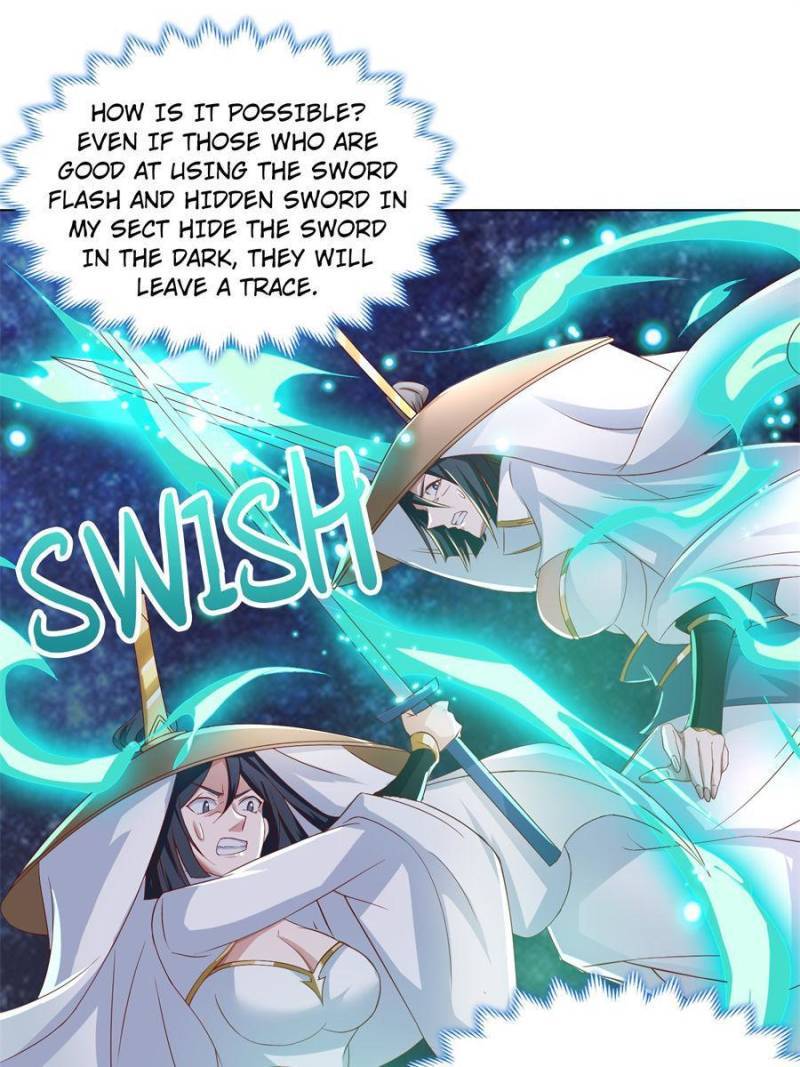 HOW IS IT POSSIBLE?
EVEN IF THOSE WHO ARE
GOOD AT USING THE SWORD
FLASH AND HIDDEN SWORD IN
MY SECT HIDE THE SWORD
IN THE DARK, THEY WILL
LEAVE A TRACE.
SWISH